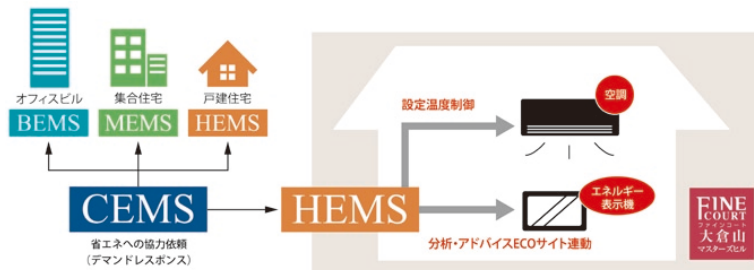 オフィスビル
BEMS
集合住宅
MEMS
戸建住宅
HEMS
CEMS
省エネへの協力依頼
(デマンドレスポンス)
HEMS
設定温度制御
空調
エネルギー
表示機
分析・アドバイスECOサイト連動
FINE
COURT
ファインコート
大倉山
マスターズヒル